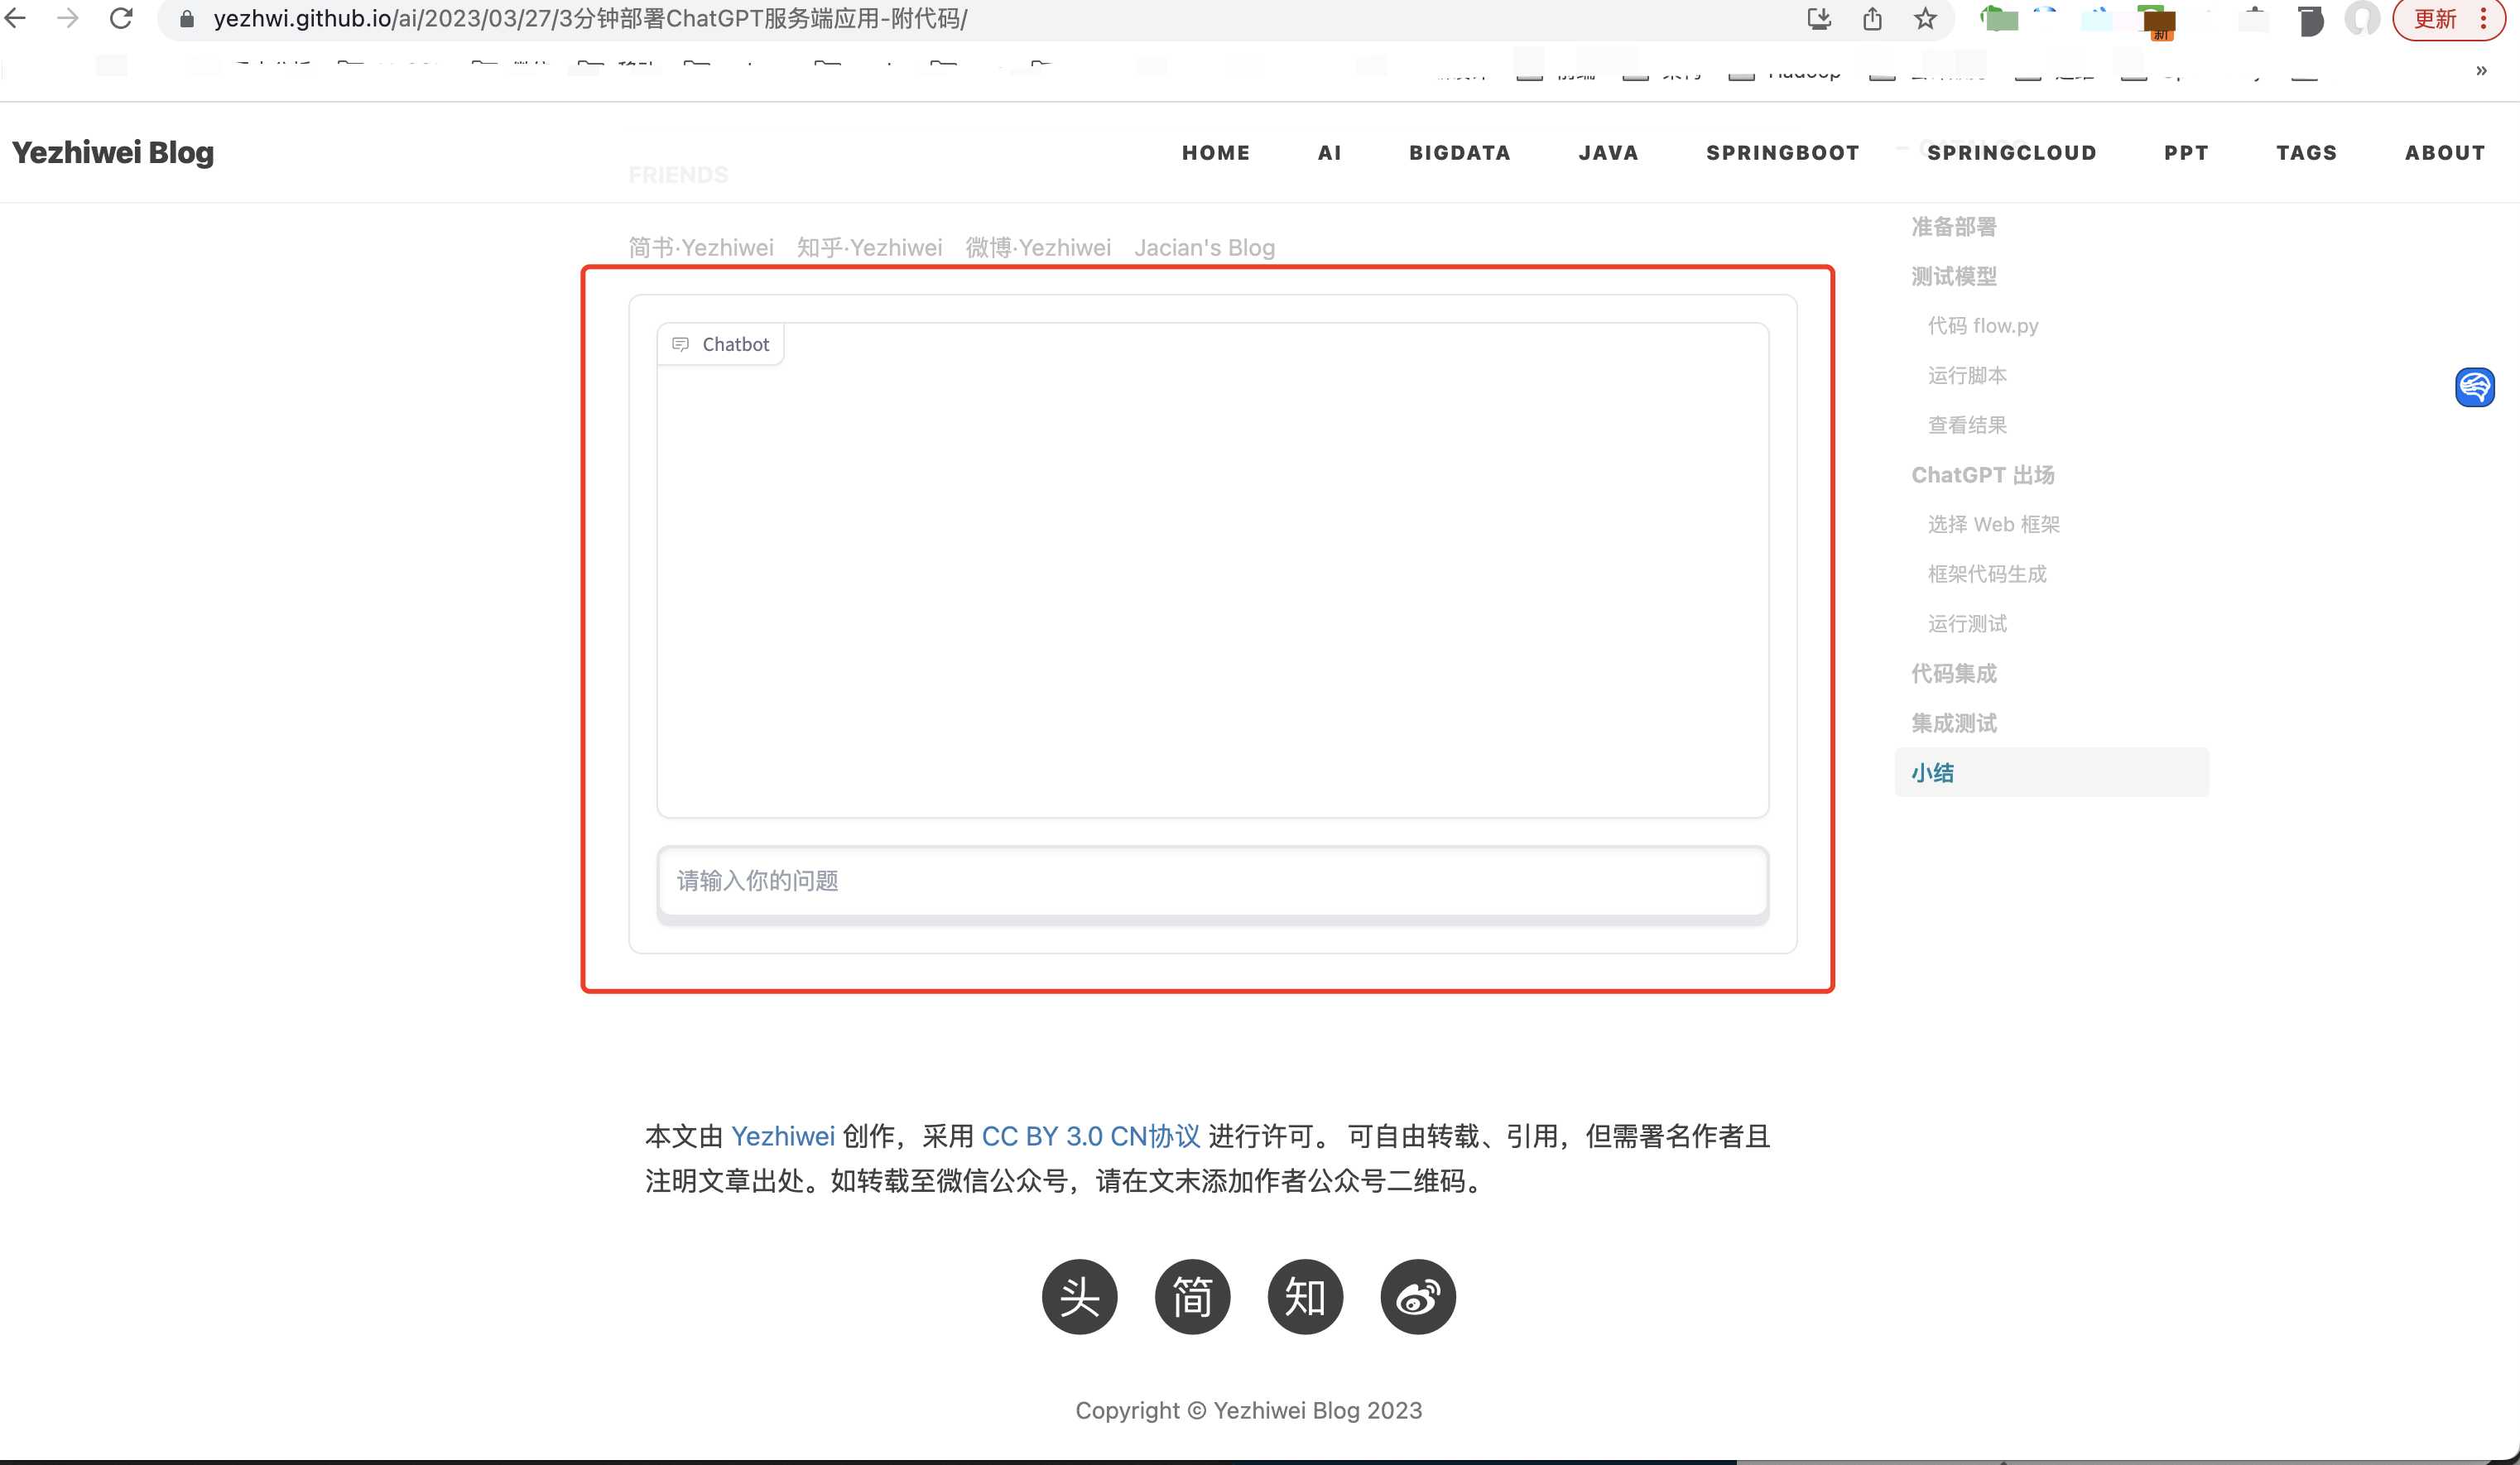 yezhwi.github.io/ai/2023/03/27/3分钟部署ChatGPT服务端应用-附代码/
更新
新
»
Yezhiwei Blog
HOME AI BIGDATA JAVA SPRINGBOOT SPRINGCLOUD PPT TAGS ABOUT
FRIENDS
简书·Yezhiwei 知乎·Yezhiwei 微博·Yezhiwei Jacian's Blog
Chatbot
请输入你的问题
准备部署
测试模型
代码 flow.py
运行脚本
查看结果
ChatGPT 出场
选择 Web 框架
框架代码生成
运行测试
代码集成
集成测试
小结
本文由 Yezhiwei 创作，采用 CC BY 3.0 CN协议 进行许可。 可自由转载、引用，但需署名作者且
注明文章出处。如转载至微信公众号，请在文末添加作者公众号二维码。
头 简 知
Copyright © Yezhiwei Blog 2023